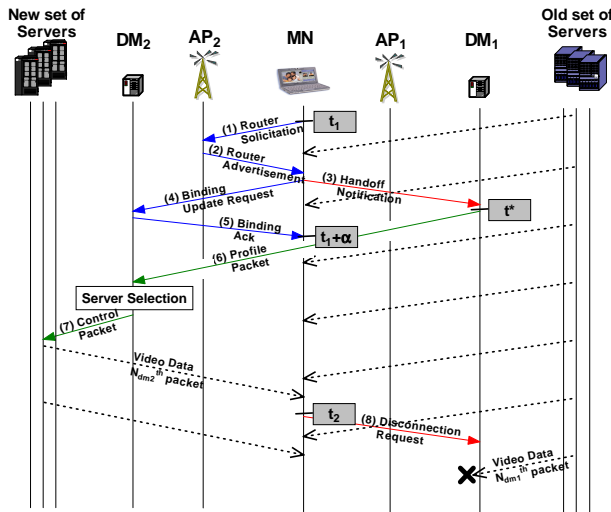 New set of
Servers
DM2
AP2
MN
AP1
DM1
Old set of
Servers
t1
(1) Router
Solicitation
(2) Router
Advertisement
(3) Handoff
Notification
(4) Binding
Update Request
t*
(5) Binding
Ack
t1+α
(6) Profile
Packet
Server Selection
(7) Control
Packet
Video Data
Ndm2th packet
t2
(8) Disconnection
Request
Video Data
Ndm1th packet